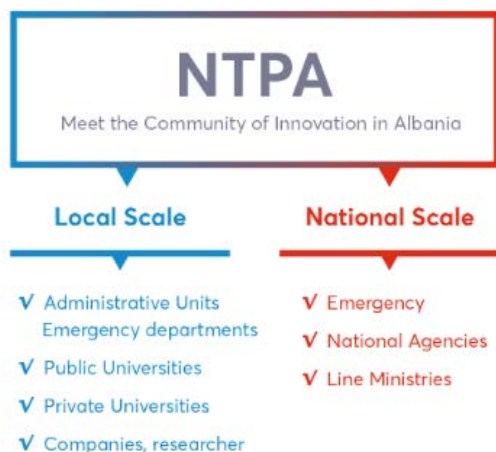 NTPA
Meet the Community of Innovation in Albania
Local Scale
√ Administrative Units
Emergency departments
√ Public Universities
√ Private Universities
√ Companies, researcher
National Scale
√ Emergency
√ National Agencies
√ Line Ministries